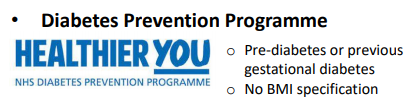 • Diabetes Prevention Programme
HEALTHIER YOU
NHS DIABETES PREVENTION PROGRAMME
o Pre-diabetes or previous
gestational diabetes
o No BMI specification